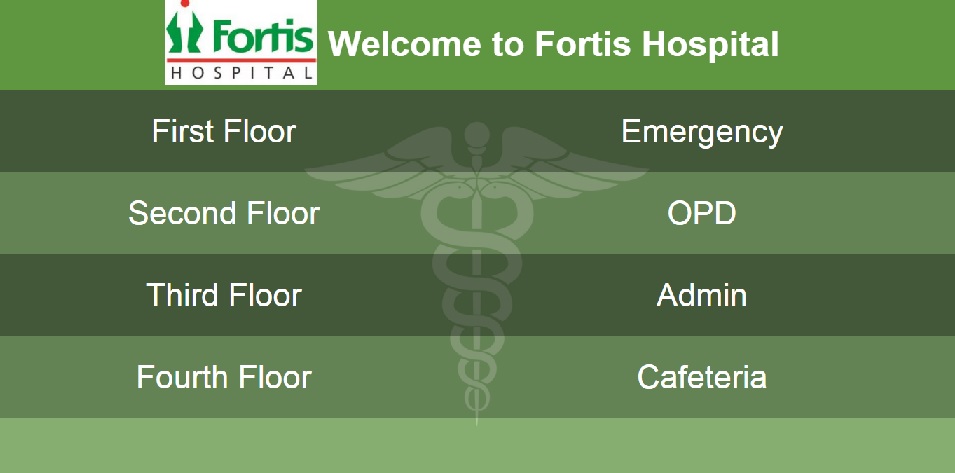 Fortis
HOSPITAL
Welcome to Fortis Hospital
First Floor Emergency
Second Floor OPD
Third Floor Admin
Fourth Floor Cafeteria